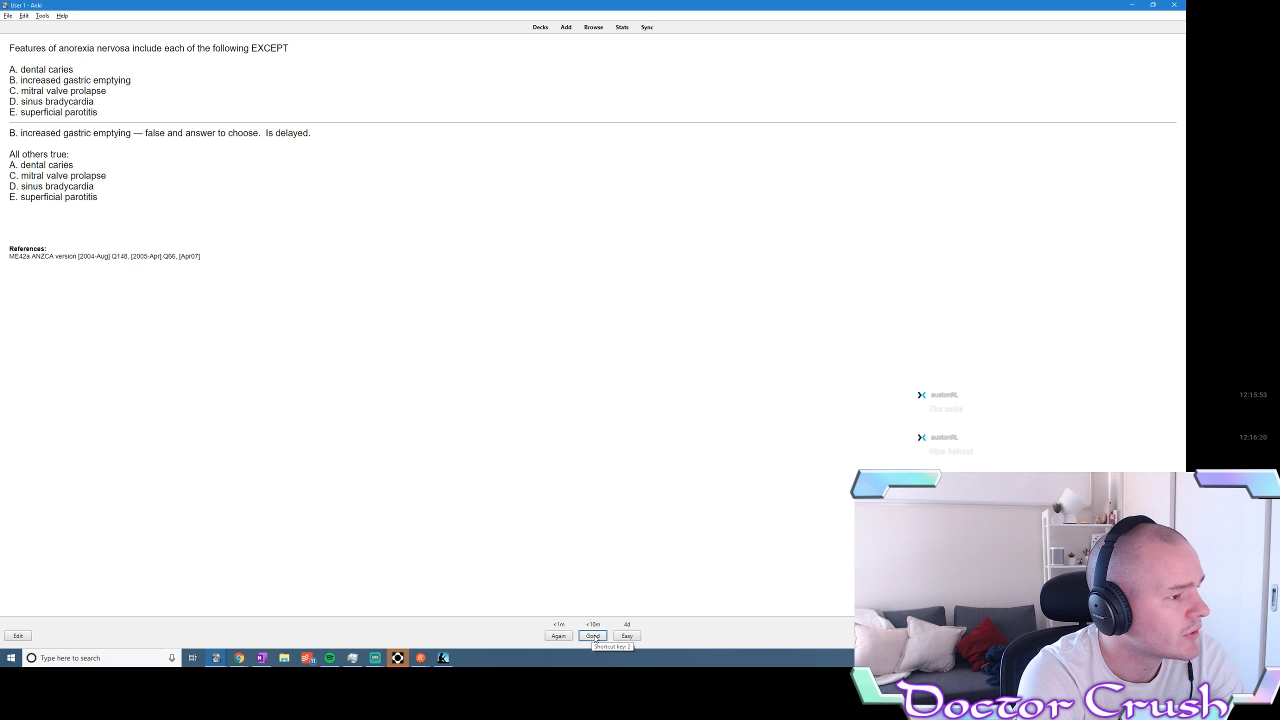 User 1 - Anki
File Edit Tools Help
Decks Add Browse Stats Sync
Features of anorexia nervosa include each of the following EXCEPT
A. dental caries
B. increased gastric emptying
C. mitral valve prolapse
D. sinus bradycardia
E. superficial parotitis
B. increased gastric emptying — false and answer to choose. Is delayed.
All others true:
A. dental caries
C. mitral valve prolapse
D. sinus bradycardia
E. superficial parotitis
References:
ME42a ANZCA version [2004-Aug] Q148, [2005-Apr] Q66, [Apr07]
12:15:53
12:16:20
Nice haircut
<1m <10m 4d
Edit Again Good Easy
Shortcut key: 2
Type here to search
Doctor Crush